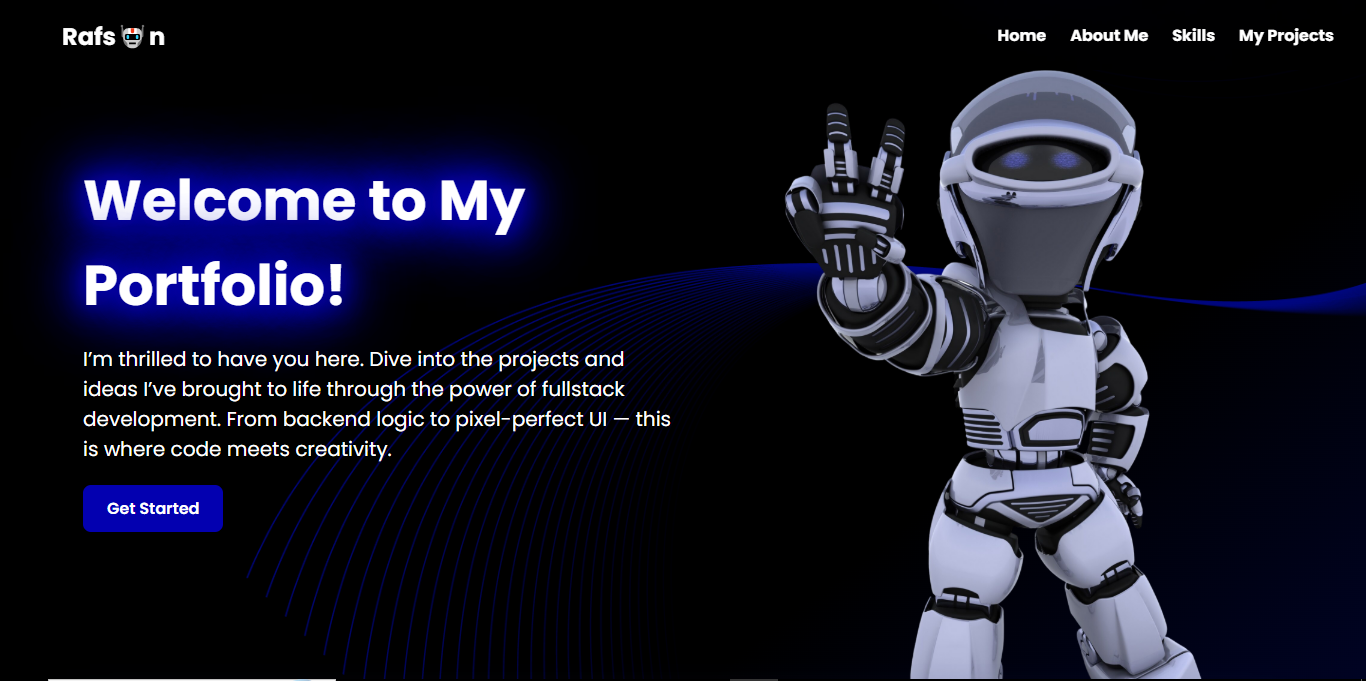 Rafs n
Home About Me Skills My Projects
Welcome to My
Portfolio!
I’m thrilled to have you here. Dive into the projects and
ideas I’ve brought to life through the power of fullstack
development. From backend logic to pixel-perfect UI — this
is where code meets creativity.
Get Started